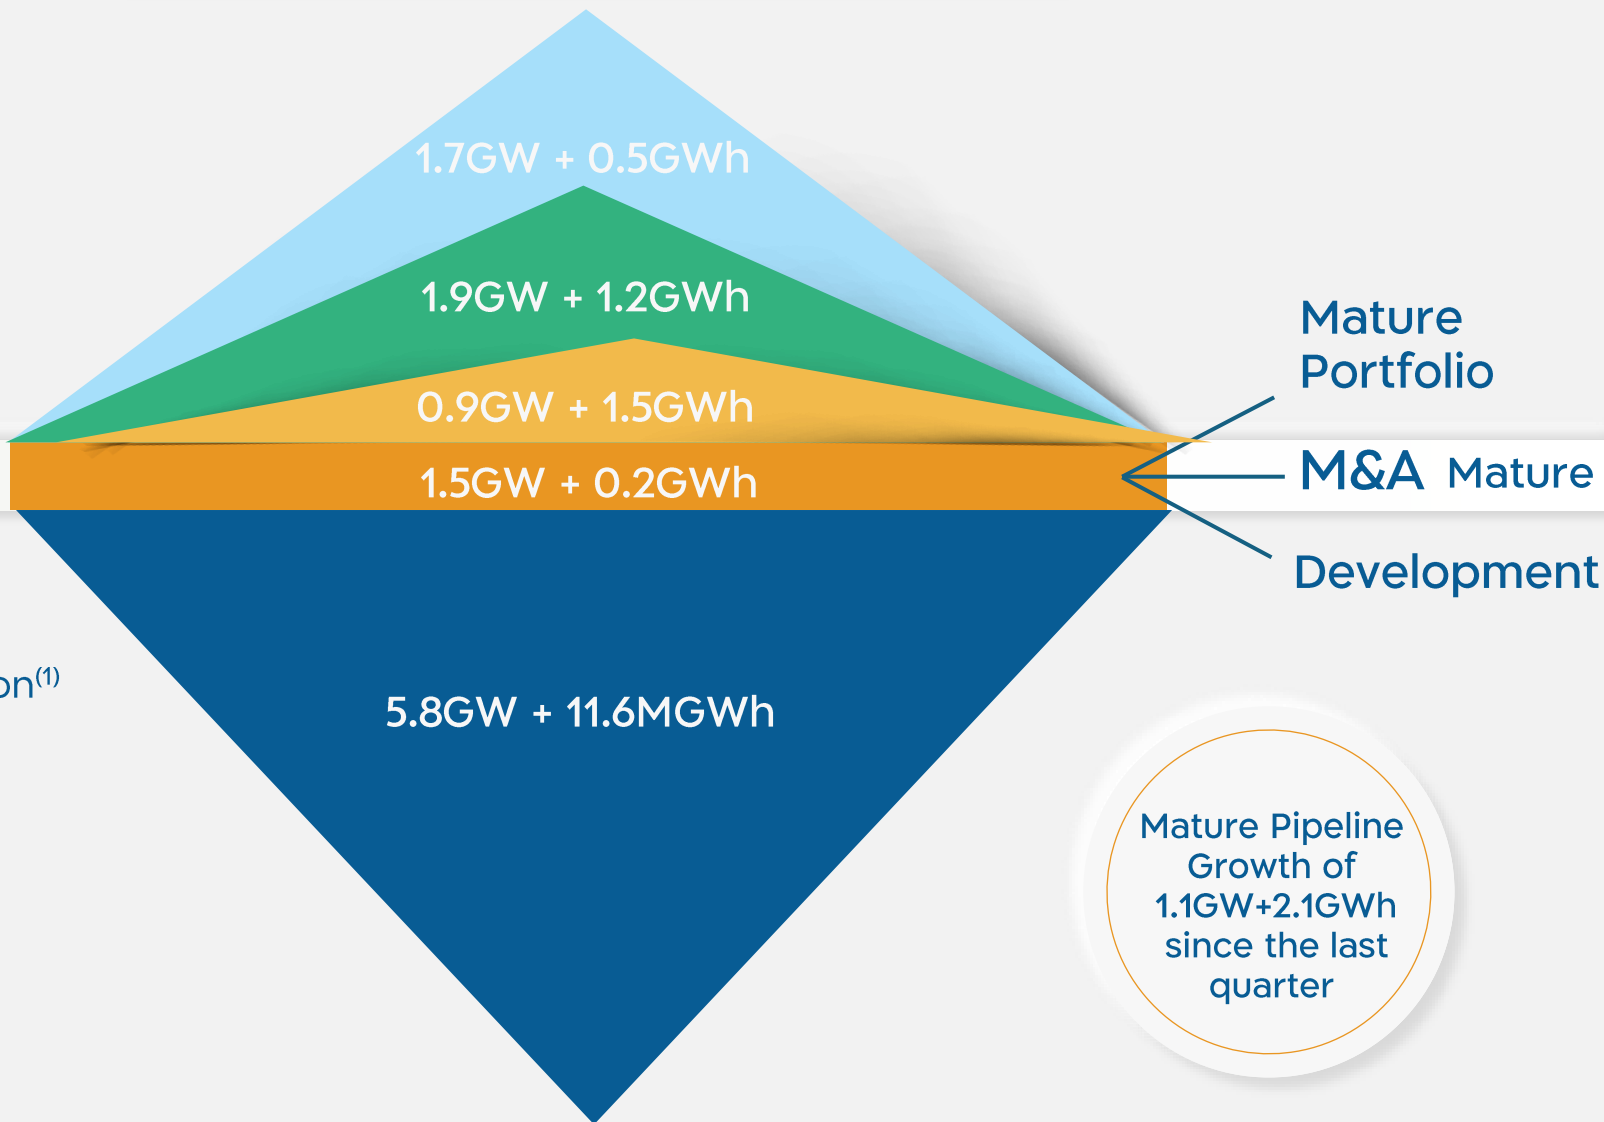 1.7GW + 0.5GWh
1.9GW + 1.2GWh
0.9GW + 1.5GWh
1.5GW + 0.2GWh
5.8GW + 11.6MGWh
Mature
Portfolio
M&A Mature
Development
on(1)
Mature Pipeline
Growth of
1.1GW+2.1GWh
since the last
quarter